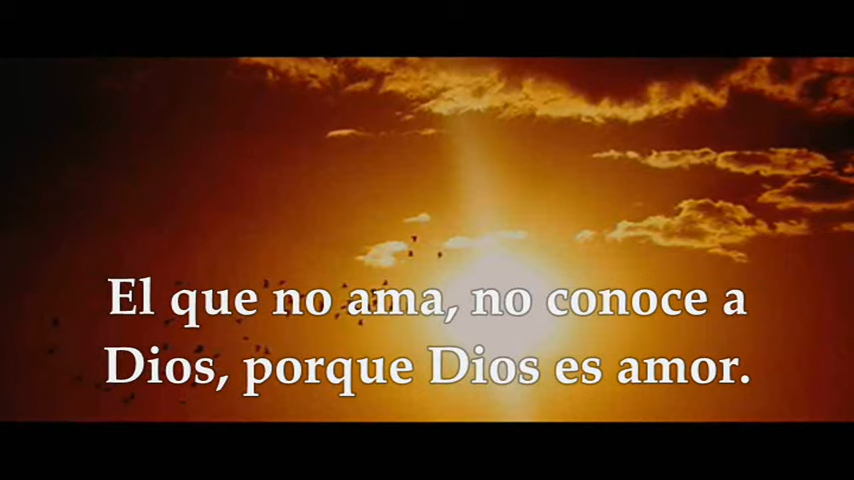 El que no ama, no conoce a
Dios, porque Dios es amor.